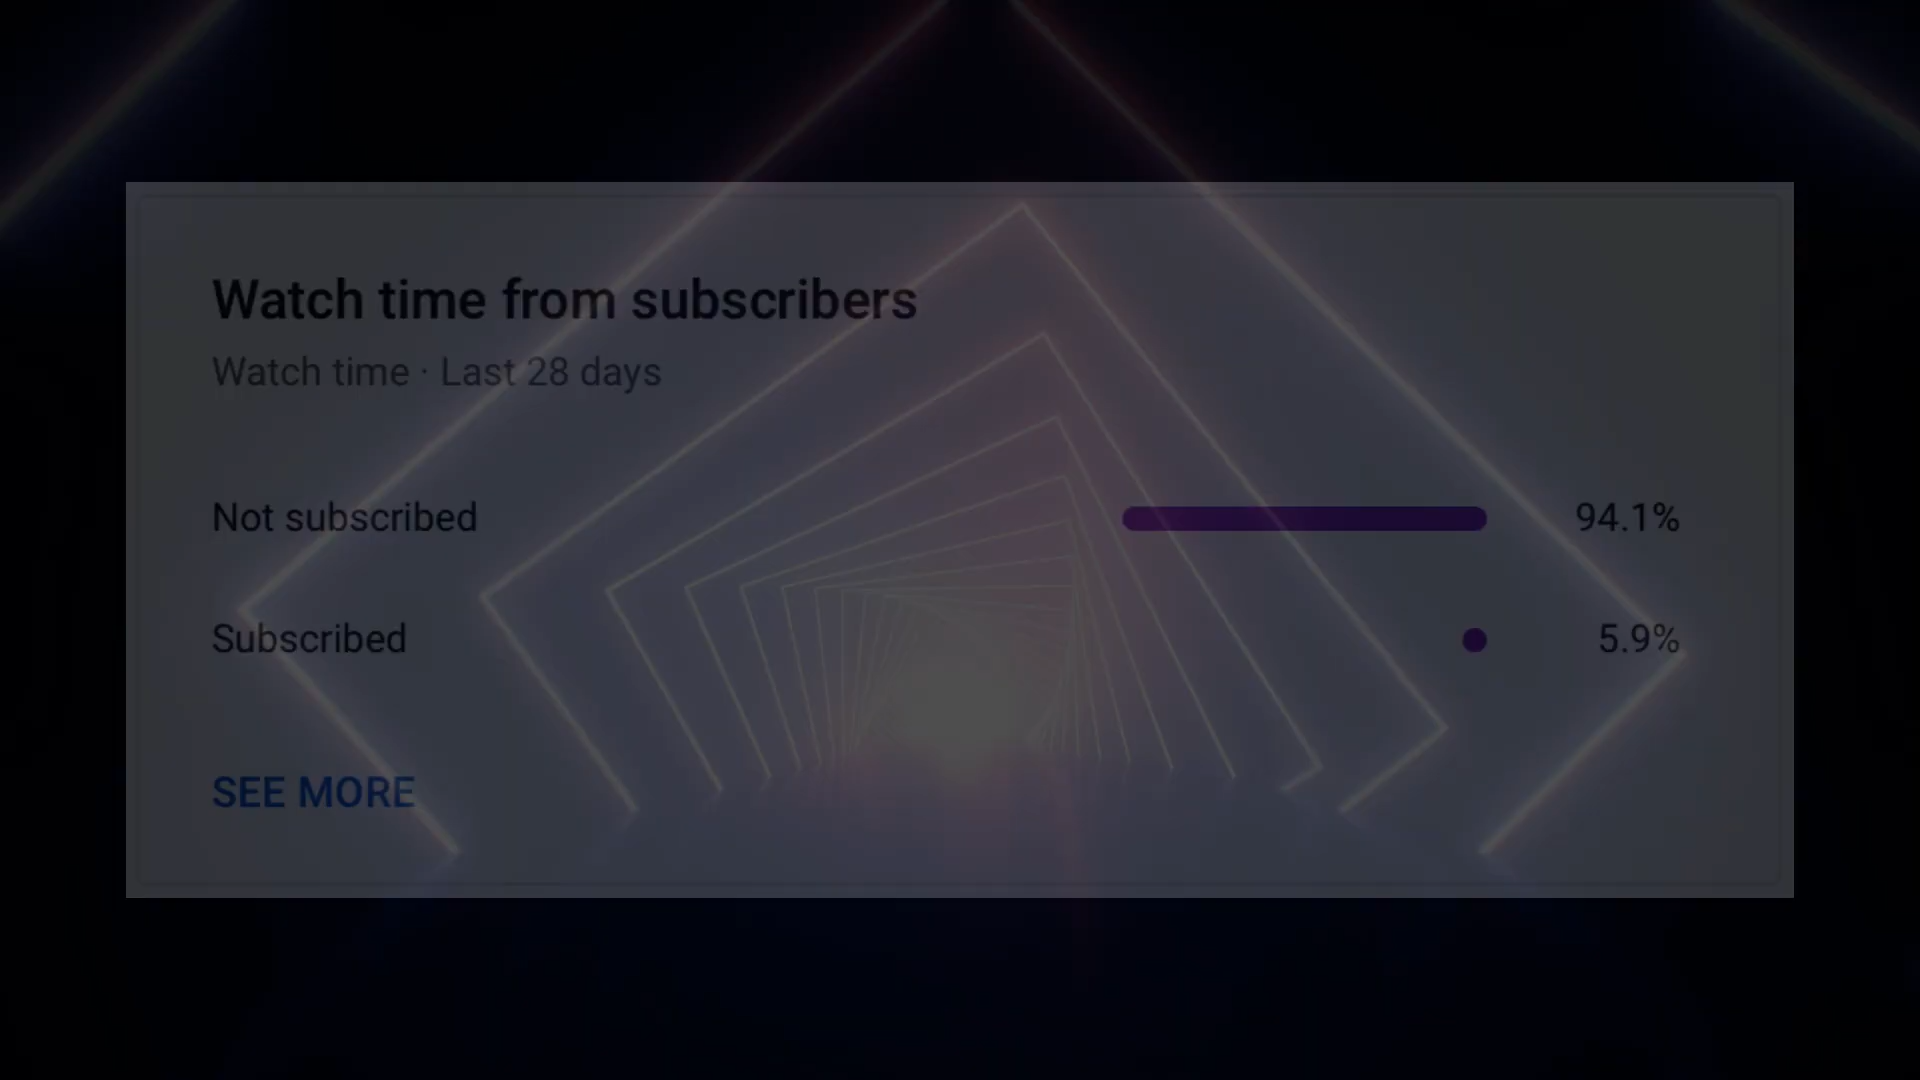 Watch time from subscribers
Watch time · Last 28 days
Not subscribed 94.1%
Subscribed 5.9%
SEE MORE